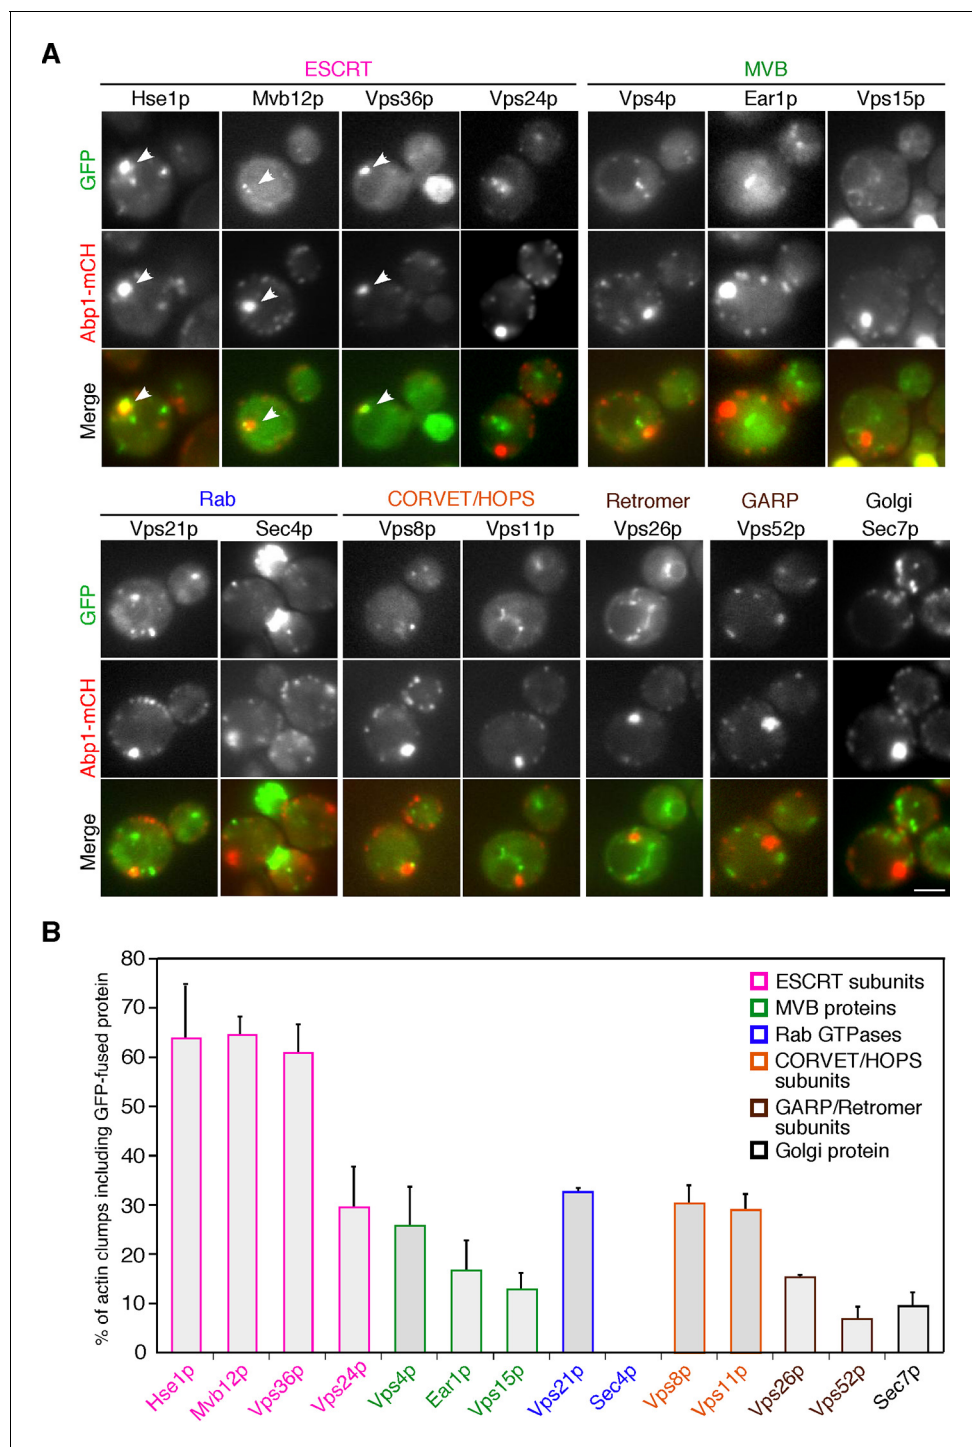 A
ESCRT
MVB
Hse1p
Mvb12p
Vps36p
Vps24p
Vps4p
Ear1p
Vps15p
GFP
Abp1-mCH
Merge
Rab
CORVET/HOPS
Retromer
GARP
Golgi
Vps21p
Sec4p
Vps8p
Vps11p
Vps26p
Vps52p
Sec7p
GFP
Abp1-mCH
Merge
B
% of actin clumps including GFP-fused protein
80
70
60
50
40
30
20
10
0
ESCRT subunits
MVB proteins
Rab GTPases
CORVET/HOPS
subunits
GARP/Retromer
subunits
Golgi protein
Hse1p
Mvb12p
Vps36p
Vps24p
Vps4p
Ear1p
Vps15p
Vps21p
Sec4p
Vps8p
Vps11p
Vps26p
Vps52p
Sec7p